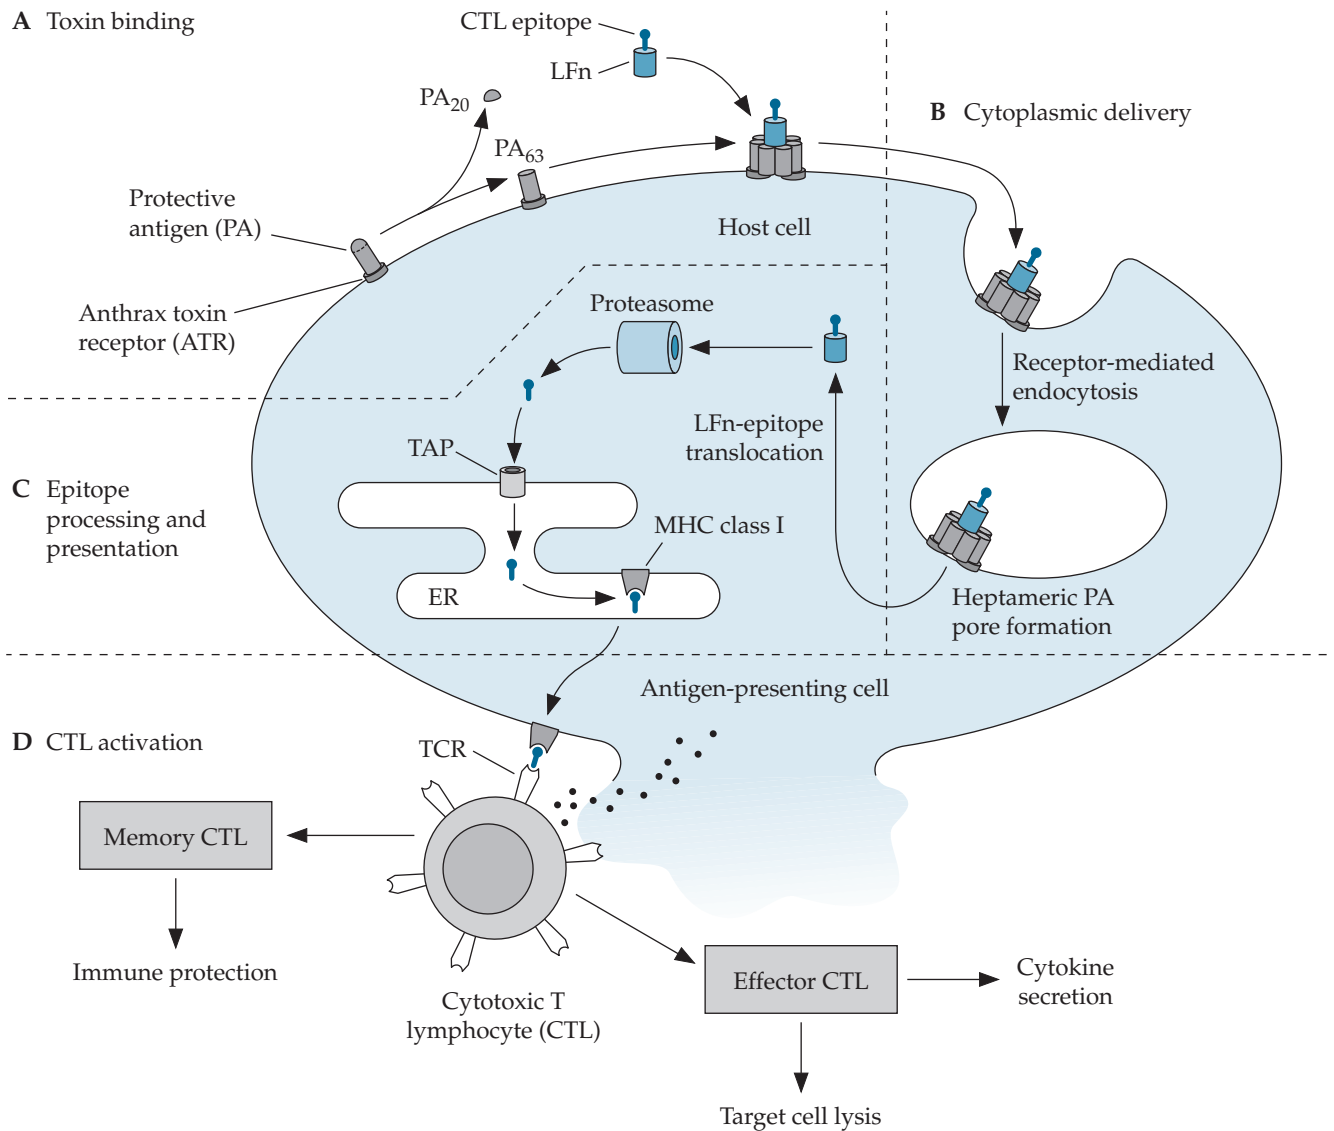 A Toxin binding
CTL epitope
LFn
PA20
PA63
B Cytoplasmic delivery
Protective
antigen (PA)
Host cell
Anthrax toxin
receptor (ATR)
Proteasome
Receptor-mediated
endocytosis
LFn-epitope
translocation
TAP
C Epitope
processing and
presentation
MHC class I
ER
Heptameric PA
pore formation
Antigen-presenting cell
D CTL activation
TCR
Memory CTL
Immune protection
Cytotoxic T
lymphocyte (CTL)
Effector CTL
Cytokine
secretion
Target cell lysis